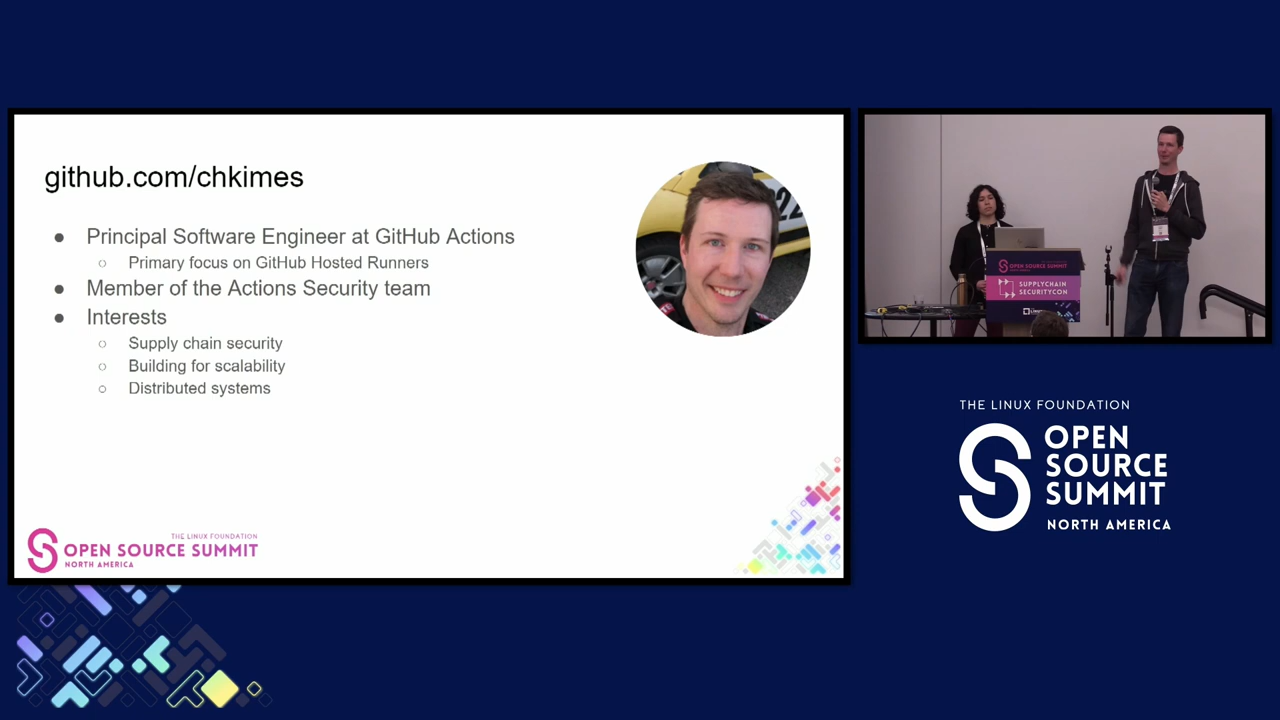 github.com/chkimes
Principal Software Engineer at GitHub Actions
Primary focus on GitHub Hosted Runners
Member of the Actions Security team
Interests
Supply chain security
Building for scalability
Distributed systems
22
THE LINUX FOUNDATION
OPEN SOURCE SUMMIT
NORTH AMERICA
OPEN SOURCE SUMMIT
SUPPLYCHAIN
SECURITYCON
THE LINUX FOUNDATION
OPEN
SOURCE
SUMMIT
NORTH AMERICA